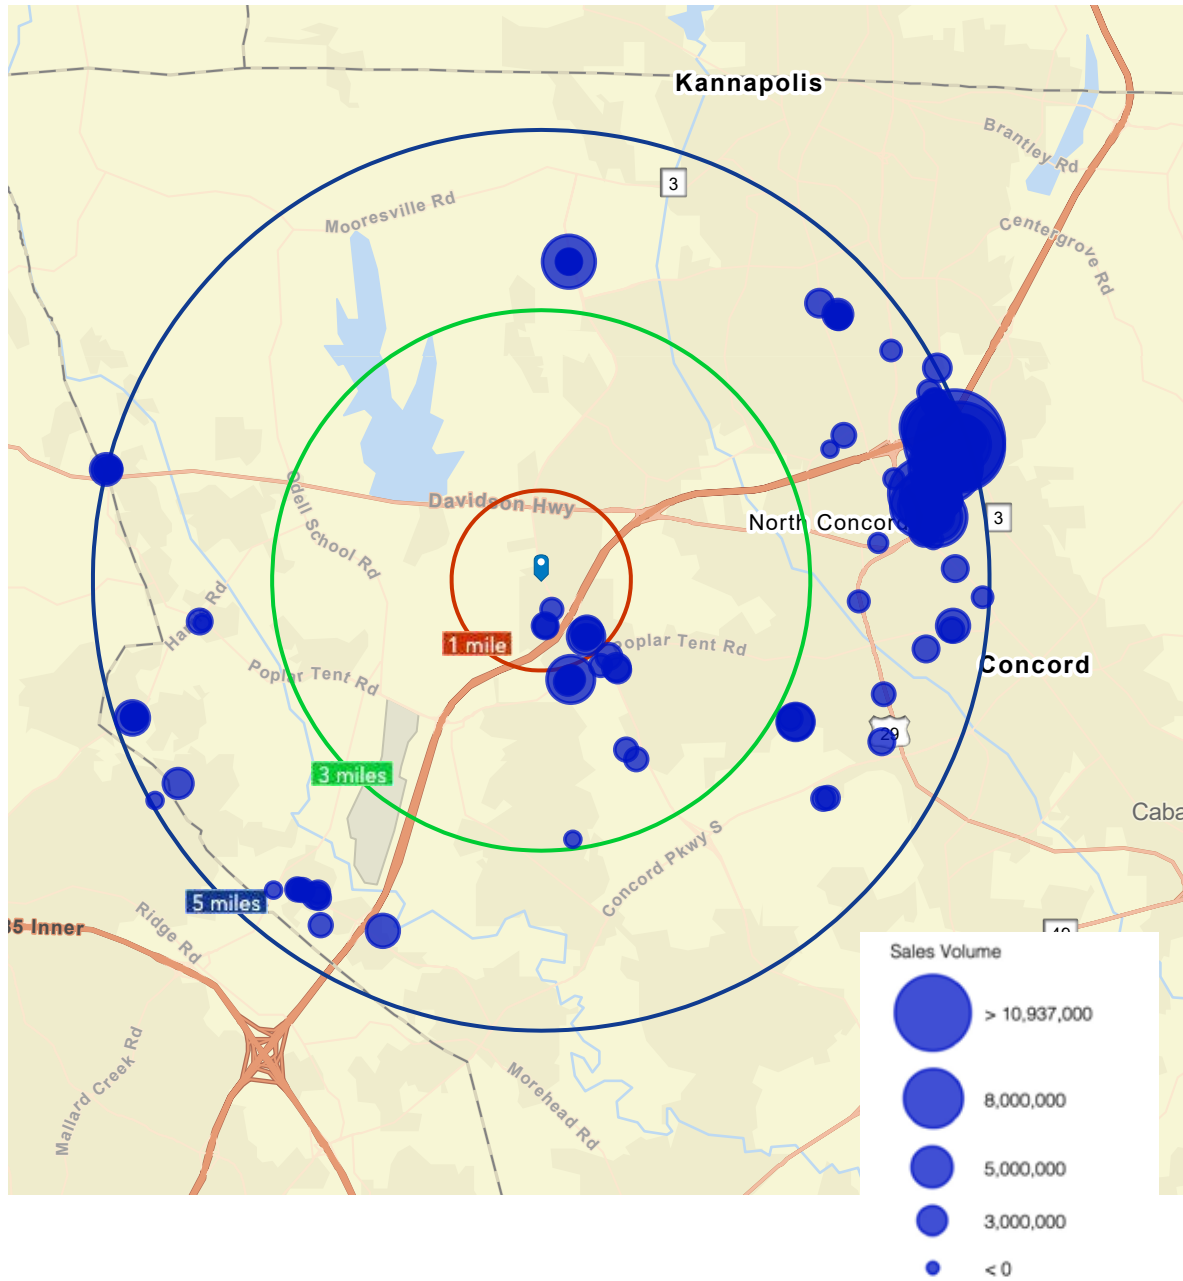 Kannapolis
Brantley Rd
3
Mooresville Rd
Centergrove Rd
Davidson Hwy
Odell School Rd
North Concord
3
Poplar Tent Rd
1 mile
Concord
Poplar Tent Rd
29
3 miles
Caba
Concord Pkwy S
5 miles
35 Inner
Ridge Rd
Mallard Creek Rd
Morehead Rd
Sales Volume
> 10,937,000
8,000,000
5,000,000
3,000,000
< 0